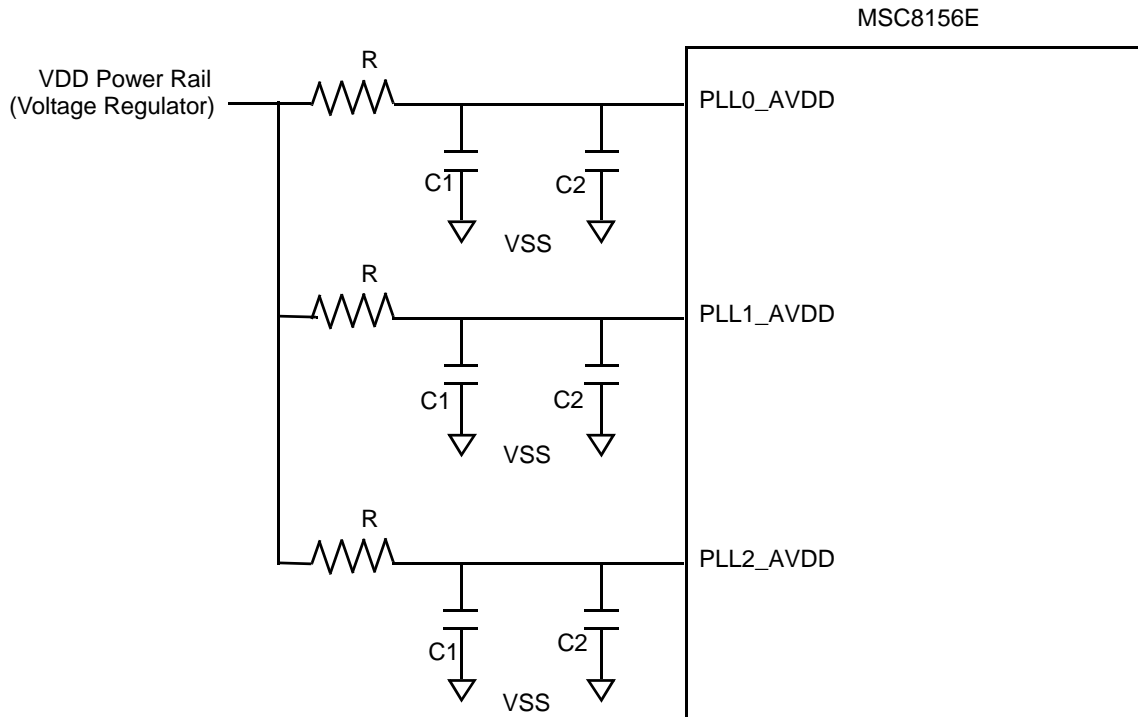 MSC8156E
R
VDD Power Rail
(Voltage Regulator)
PLL0_AVDD
C1
C2
VSS
R
PLL1_AVDD
C1
C2
VSS
R
PLL2_AVDD
C1
C2
VSS